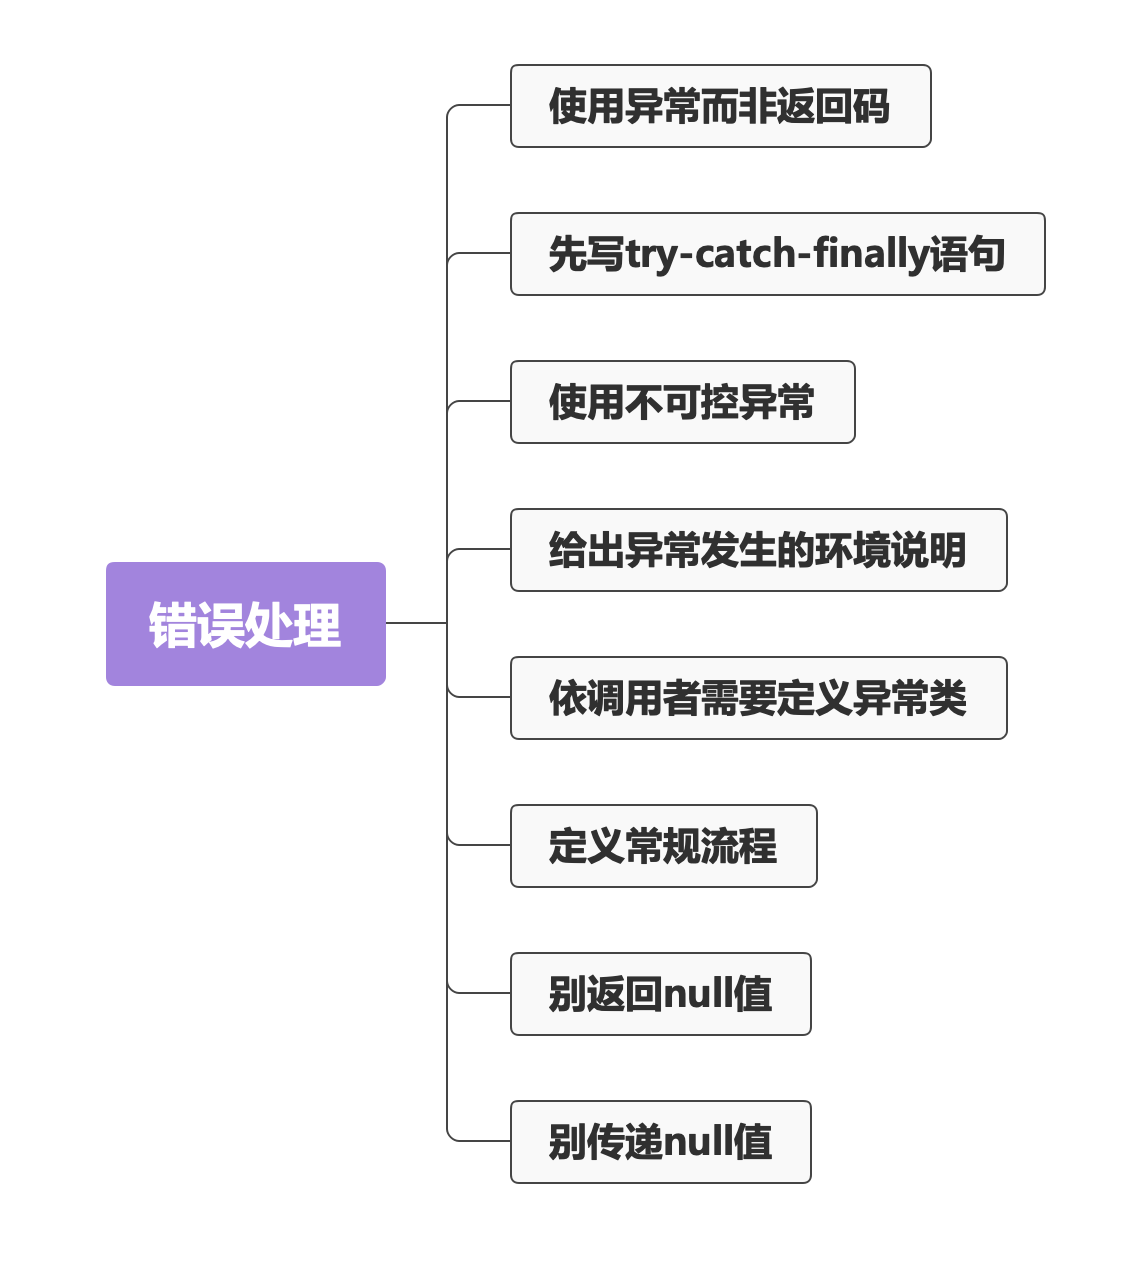 错误处理
使用异常而非返回码
先写try-catch-finally语句
使用不可控异常
给出异常发生的环境说明
依调用者需要定义异常类
定义常规流程
别返回null值
别传递null值